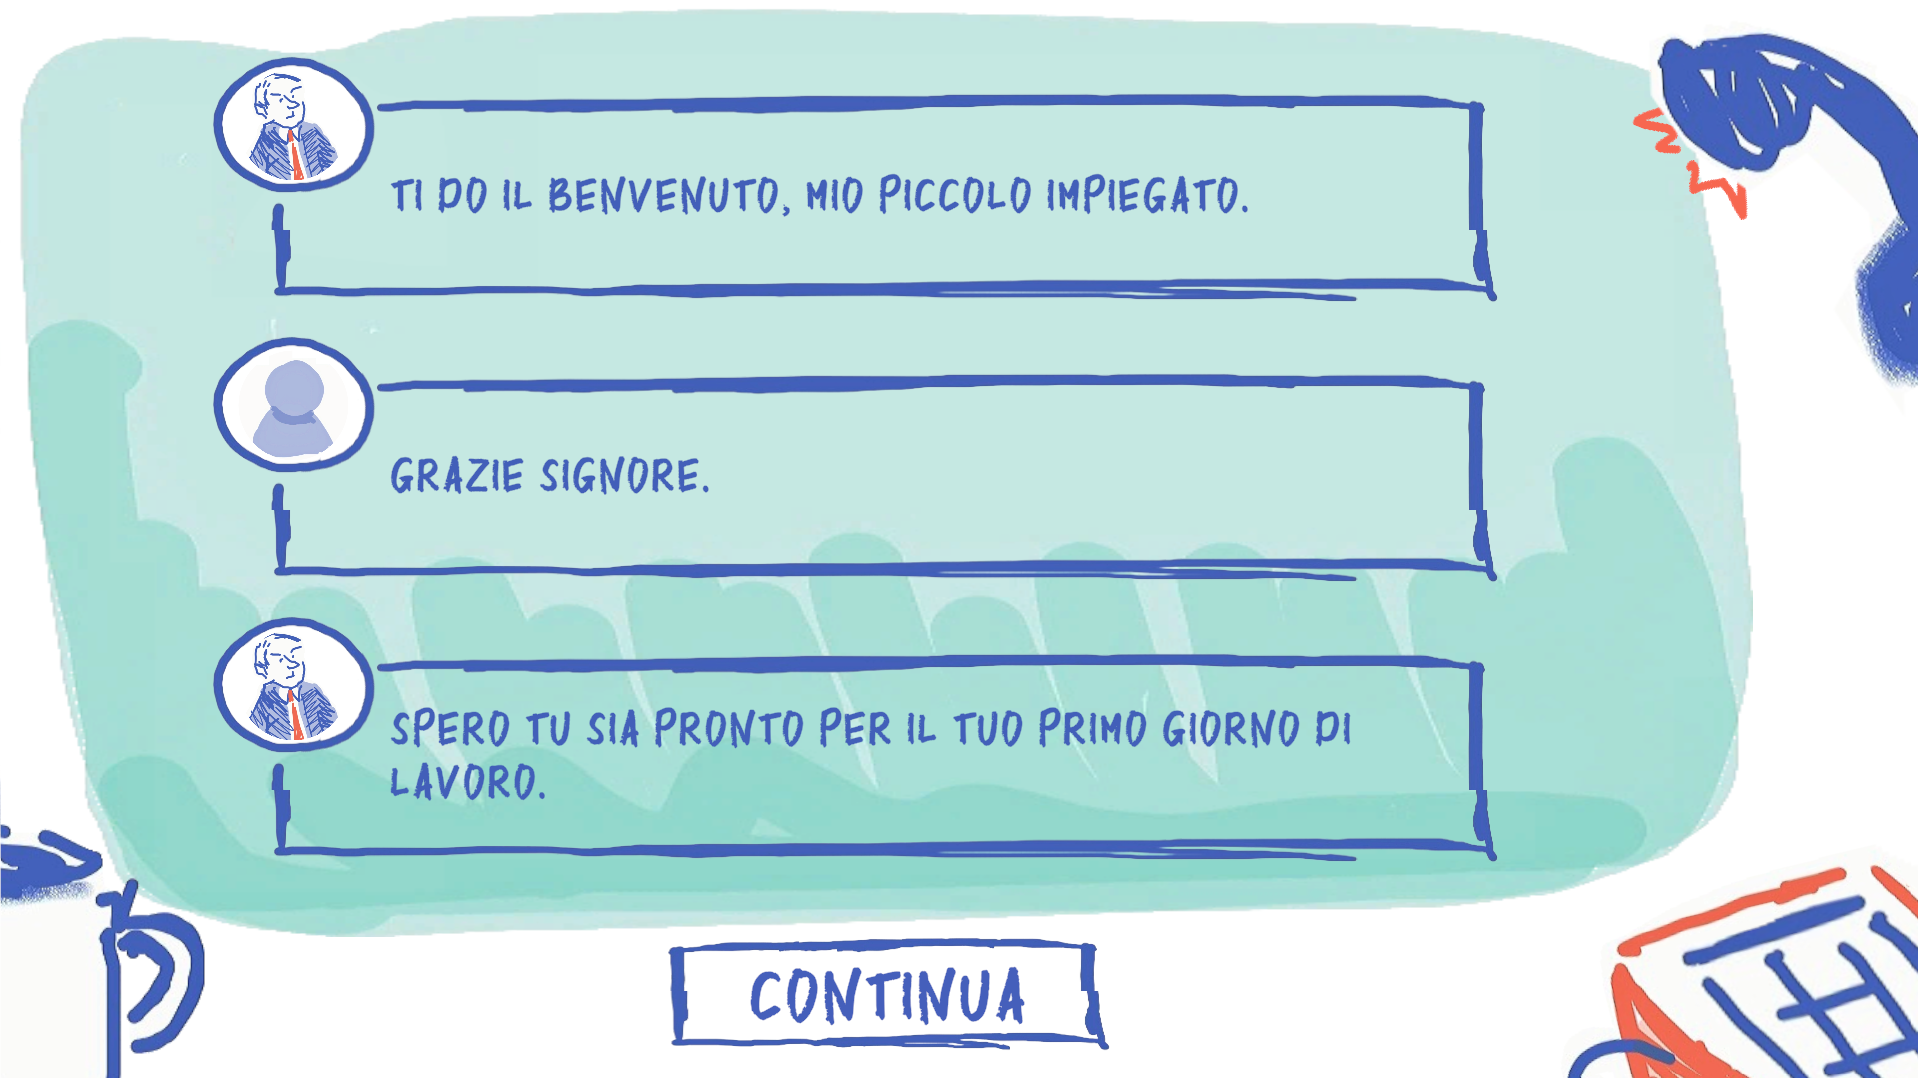 TI DO IL BENVENUTO, MIO PICCOLO IMPIEGATO.
GRAZIE SIGNORE.
SPERO TU SIA PRONTO PER IL TUO PRIMO GIORNO DI
LAVORO.
CONTINUA